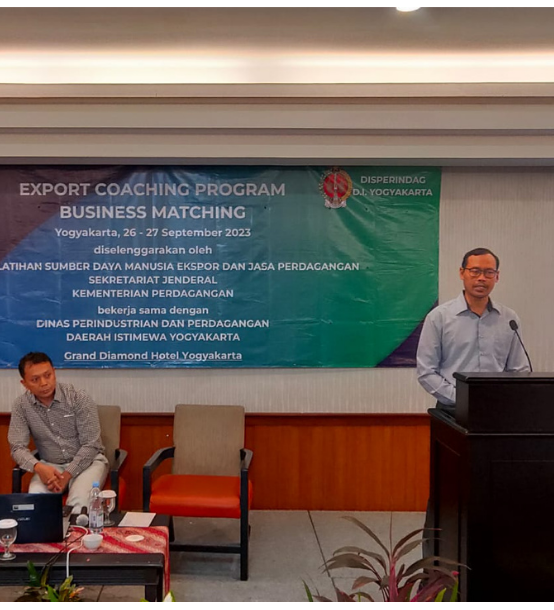 EXPORT COACHING PROGRAM
BUSINESS MATCHING
Yogyakarta, 26 - 27 September 2023
diselenggarakan oleh
LATIHAN SUMBER DAYA MANUSIA EKSPOR DAN JASA PERDAGANGAN
SEKRETARIAT JENDERAL
KEMENTERIAN PERDAGANGAN
bekerja sama dengan
DINAS PERINDUSTRIAN DAN PERDAGANGAN
DAERAH ISTIMEWA YOGYAKARTA
Grand Diamond Hotel Yogyakarta
DISPERINDAG
D.I. YOGYAKARTA